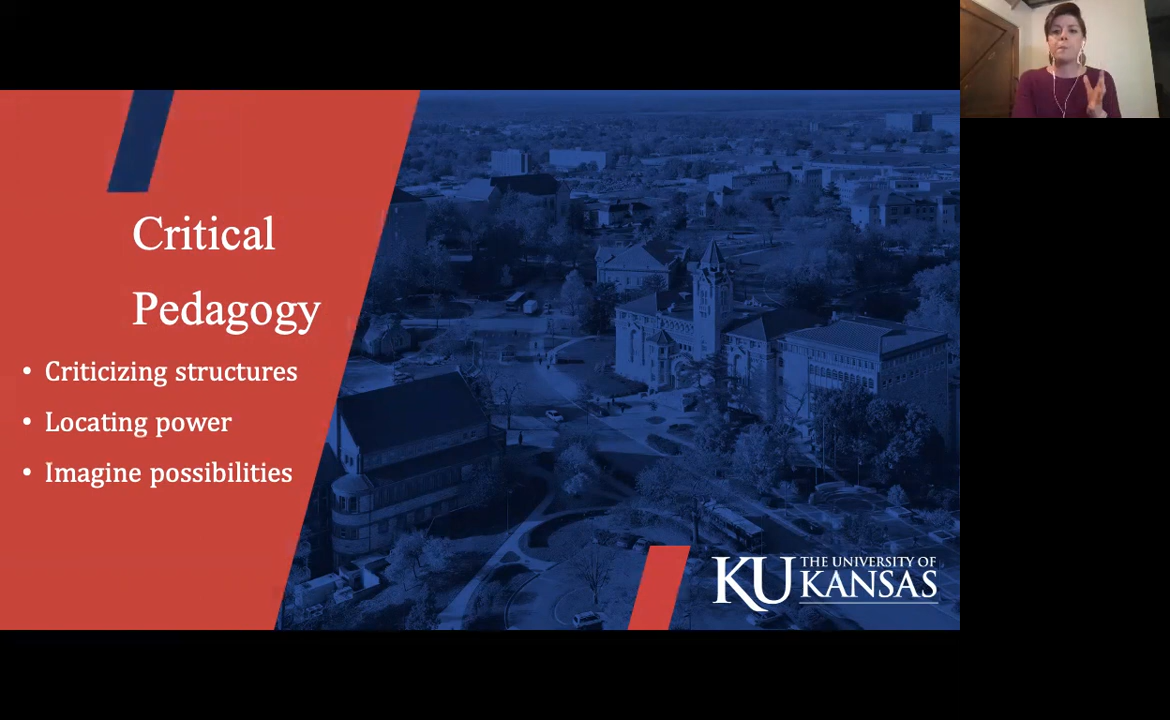 Critical
Pedagogy
• Criticizing structures
• Locating power
• Imagine possibilities
KU THE UNIVERSITY OF
KANSAS